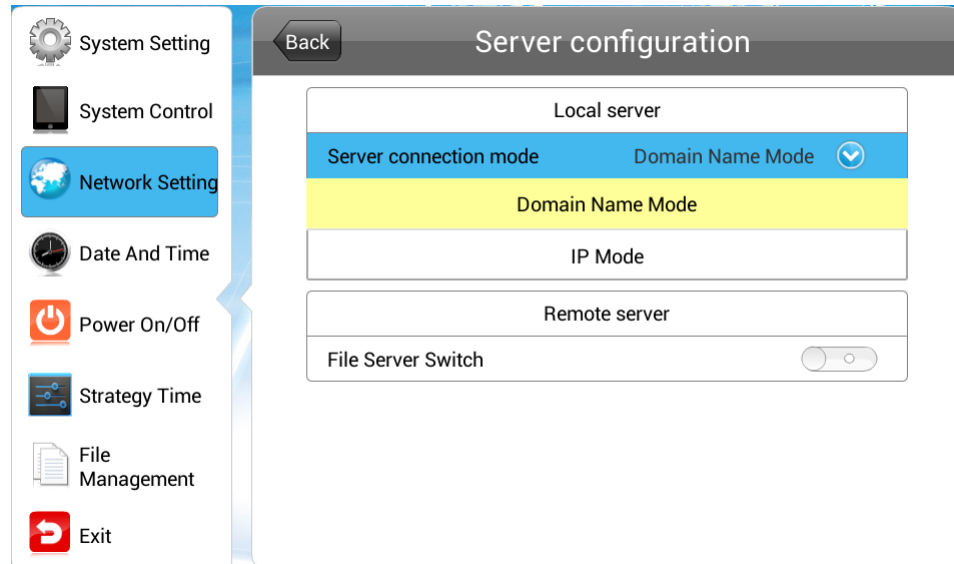 System Setting
System Control
Network Setting
Date And Time
Power On/Off
Strategy Time
File
Management
Exit
Back
Server configuration
Local server
Server connection mode Domain Name Mode
Domain Name Mode
IP Mode
Remote server
File Server Switch